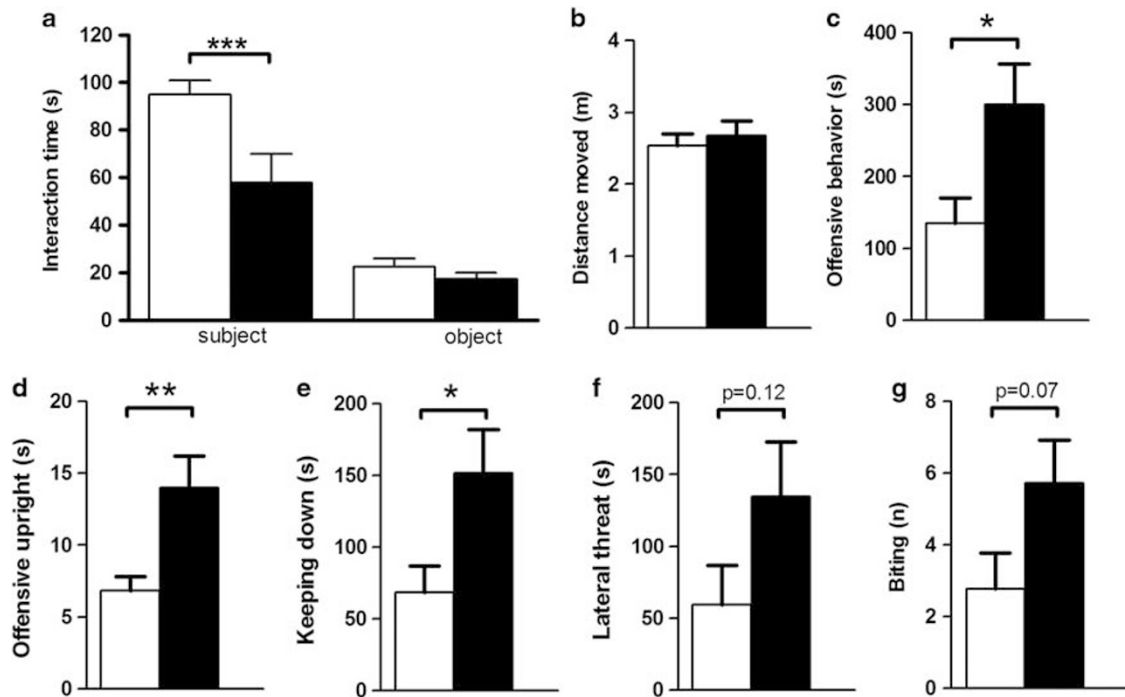 a
Interaction time (s)
120
100
80
60
40
20
0
***
subject
object
b
Distance moved (m)
4
3
2
1
0
c
Offensive behavior (s)
400
300
200
100
0
*
d
Offensive upright (s)
20
15
10
5
0
**
e
Keeping down (s)
200
150
100
50
0
*
f
Lateral threat (s)
200
150
100
50
0
p=0.12
g
Biting (n)
8
6
4
2
0
p=0.07